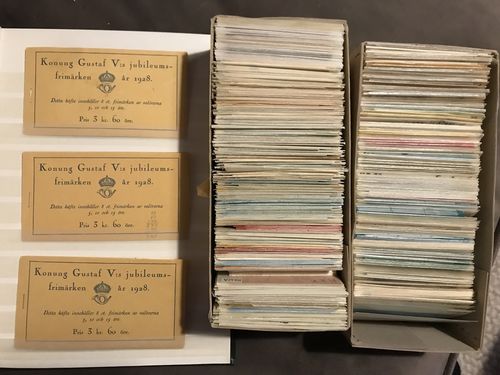 Konung Gustaf V:s jubileums-
frimärken år 1928.
Detta häfte innehåller 8 st. frimärken av valörerna
5, 10 och 15 öre.
Pris 3 kr. 60 öre.
Konung Gustaf V:s jubileums-
frimärken år 1928.
Detta häfte innehåller 8 st. frimärken av valörerna
5, 10 och 15 öre.
Pris 3 kr. 60 öre.
Konung Gustaf V:s jubileums-
frimärken år 1928.
Detta häfte innehåller 8 st. frimärken av valörerna
5, 10 och 15 öre.
Pris 3 kr. 60 öre.